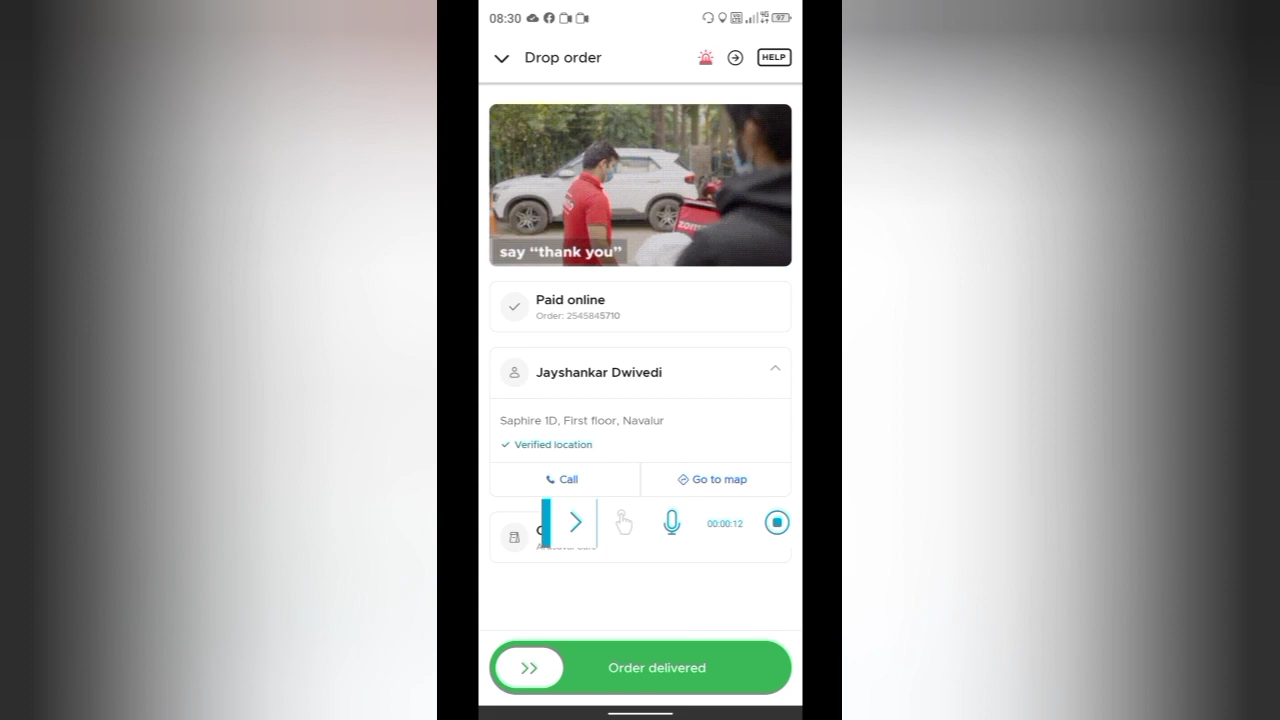 08:30
97
Drop order
HELP
say “thank you”
Paid online
Order: 2545845710
Jayshankar Dwivedi
Saphire 1D, First floor, Navalur
Verified location
Call
Go to map
00:00:12
Order delivered